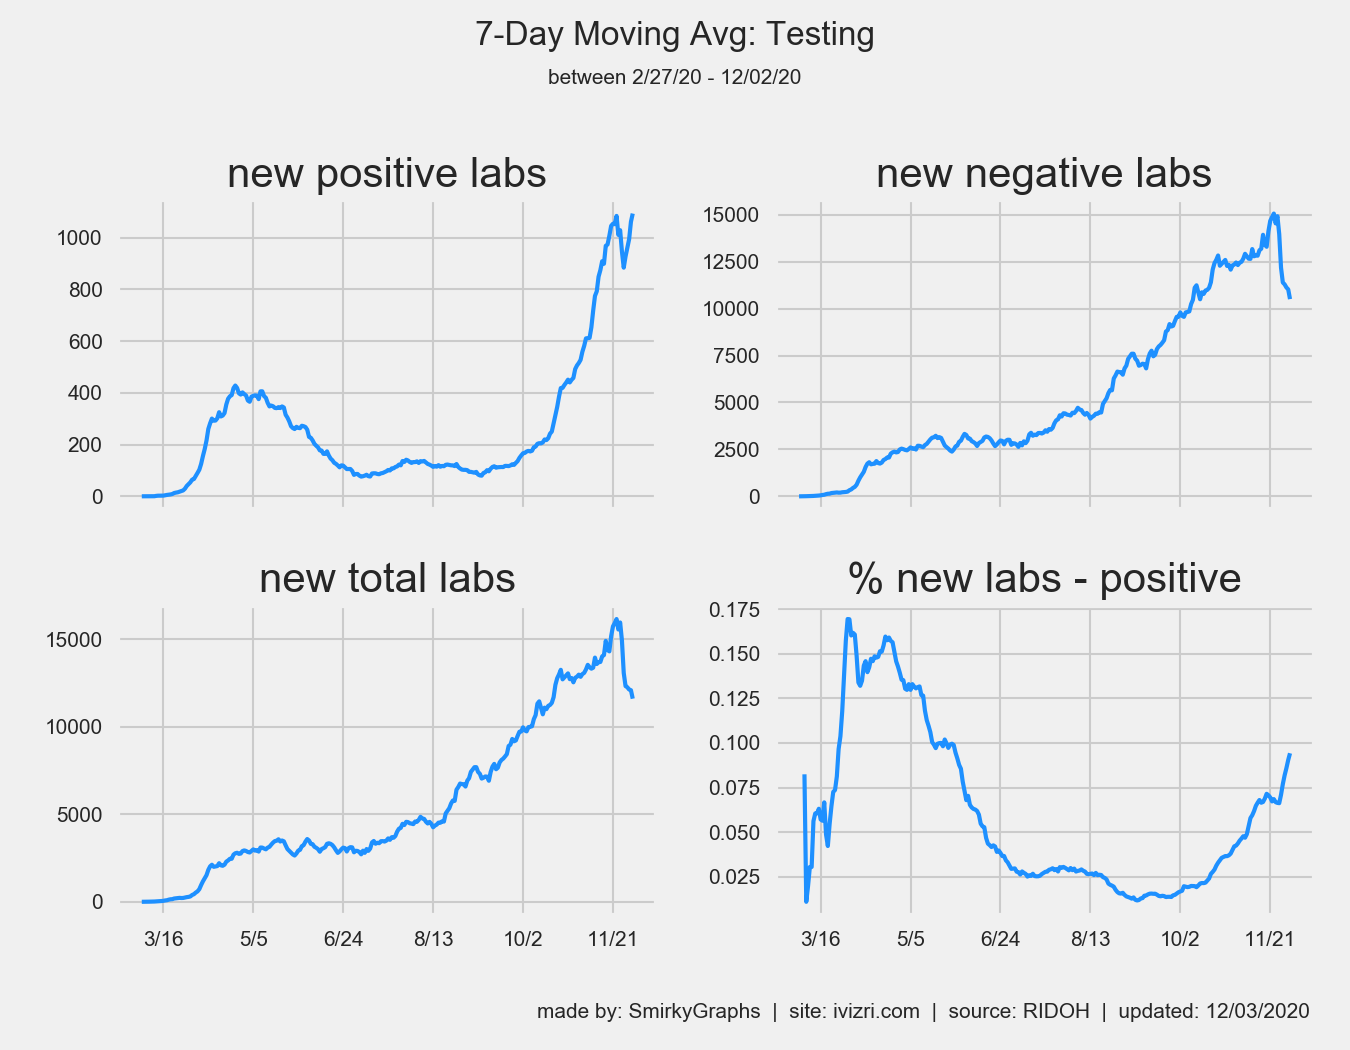 7-Day Moving Avg: Testing
between 2/27/20 - 12/02/20
new positive labs
1000
800
600
400
200
0
new negative labs
15000
12500
10000
7500
5000
2500
0
new total labs
15000
10000
5000
0
3/16 5/5 6/24 8/13 10/2 11/21
% new labs - positive
0.175
0.150
0.125
0.100
0.075
0.050
0.025
3/16 5/5 6/24 8/13 10/2 11/21
made by: SmirkyGraphs | site: ivizri.com | source: RIDOH | updated: 12/03/2020